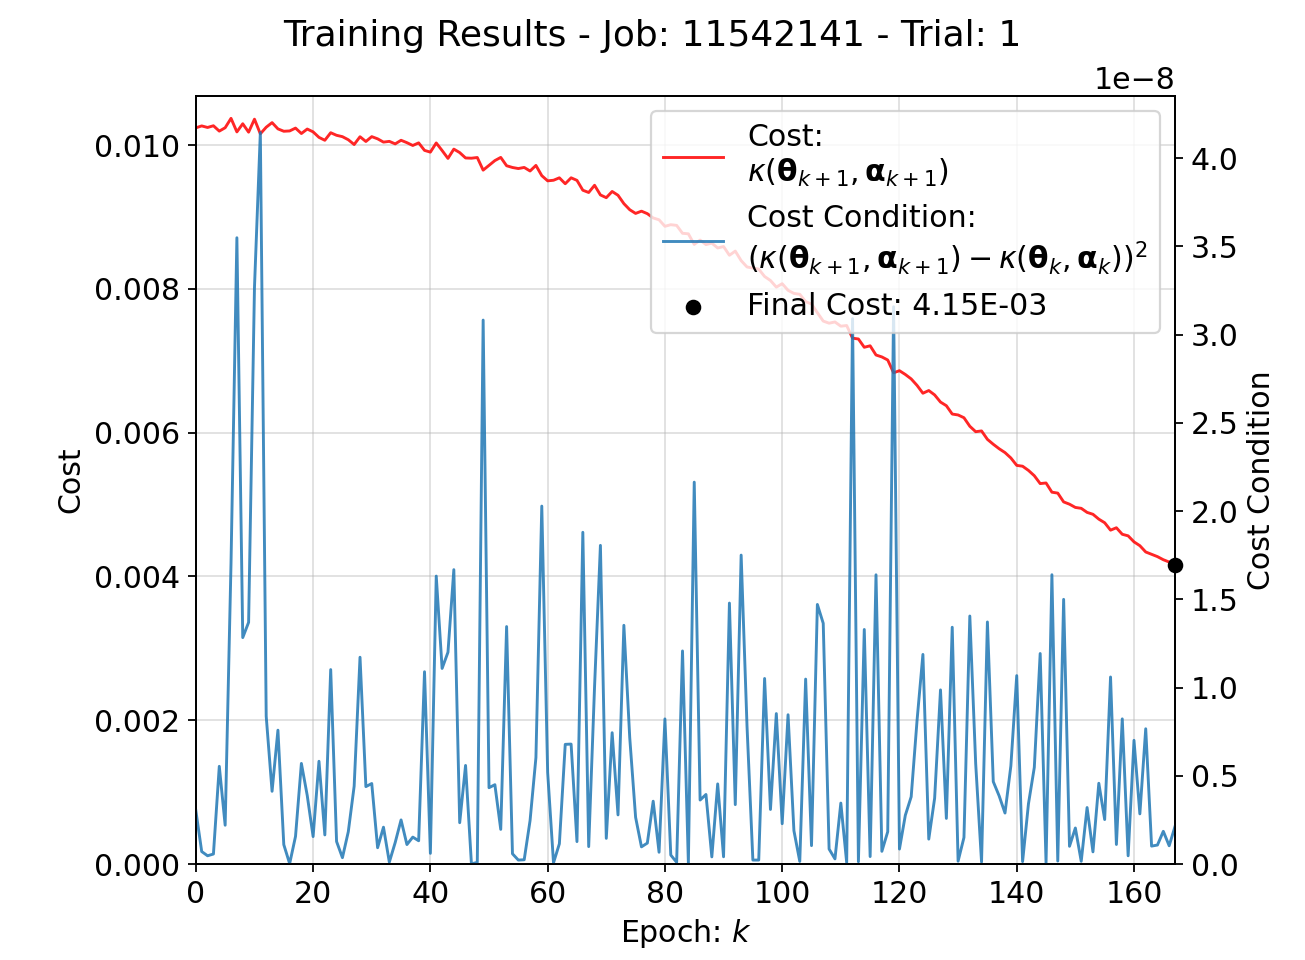 Training Results - Job: 11542141 - Trial: 1
1e−8
Cost:
κ(θₖ₊₁, αₖ₊₁)
Cost Condition:
(κ(θₖ₊₁, αₖ₊₁) − κ(θₖ, αₖ))²
Final Cost: 4.15E-03
0.010
0.008
0.006
0.004
0.002
0.000
Cost
4.0
3.5
3.0
2.5
2.0
1.5
1.0
0.5
0.0
Cost Condition
0 20 40 60 80 100 120 140 160
Epoch: k